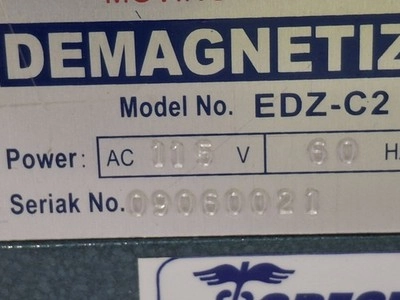 DEMAGNETIZ
Model No. EDZ-C2
Power: AC 115 V 60 H
Seriak No. 09060021